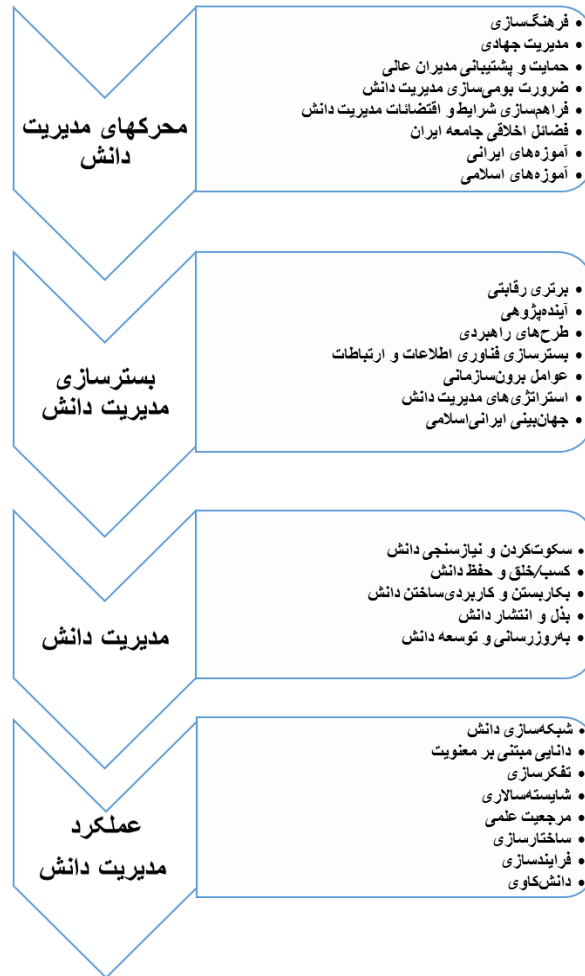 محرکهای مدیریت
دانش
• فرهنگ‌سازی
• مدیریت جهادی
• حمایت و پشتیبانی مدیران عالی
• ضرورت بومی‌سازی مدیریت دانش
• فراهم‌سازی شرایط و اقتضائات مدیریت دانش
• فضائل اخلاقی جامعه ایران
• آموزه‌های ایرانی
• آموزه‌های اسلامی
بسترسازی
مدیریت دانش
• برتری رقابتی
• آینده‌پژوهی
• طرح‌های راهبردی
• بسترسازی فناوری اطلاعات و ارتباطات
• عوامل برون‌سازمانی
• استراتژی‌های مدیریت دانش
• جهان‌بینی ایرانی‌اسلامی
مدیریت دانش
• سکوت‌کردن و نیازسنجی دانش
• کسب/خلق و حفظ دانش
• بکاربستن و کاربردی‌ساختن دانش
• بذل و انتشار دانش
• به‌روزرسانی و توسعه دانش
عملکرد
مدیریت دانش
• شبکه‌سازی دانش
• دانایی مبتنی بر معنویت
• تفکرسازی
• شایسته‌سالاری
• مرجعیت علمی
• ساختارسازی
• فرایندسازی
• دانش‌کاوی